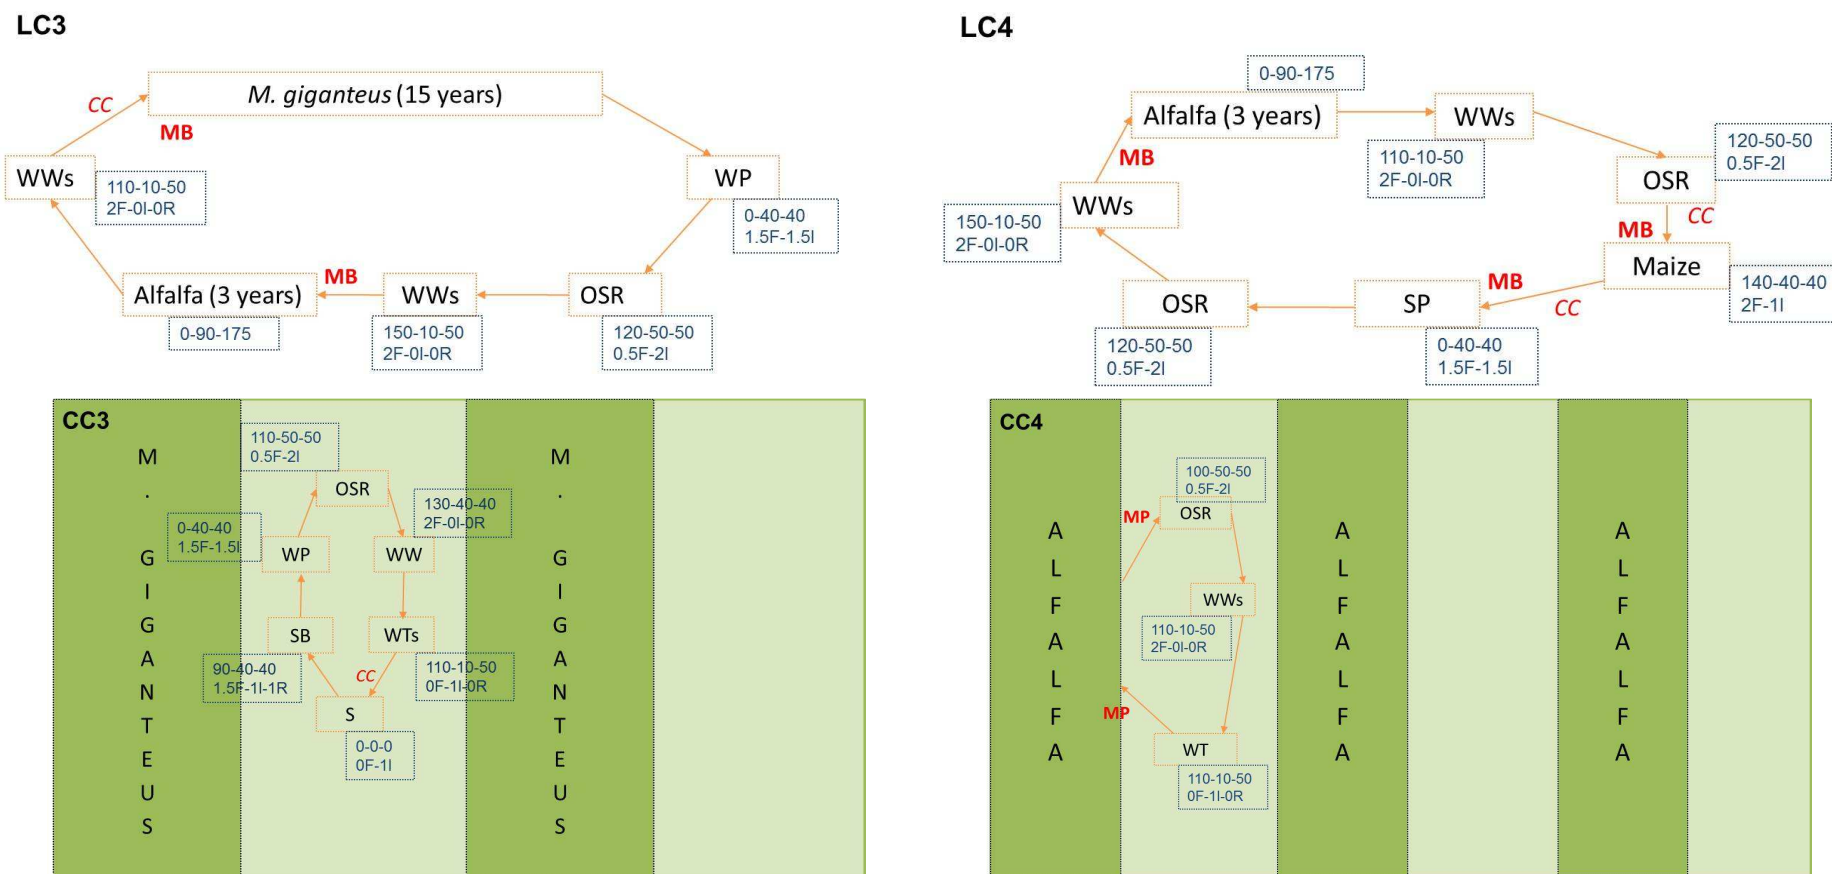 LC3
M. giganteus (15 years)
CC
MB
WWs
110-10-50
2F-0I-0R
WP
0-40-40
1.5F-1.5I
Alfalfa (3 years)
0-90-175
MB
WWs
150-10-50
2F-0I-0R
OSR
120-50-50
0.5F-2I
LC4
0-90-175
Alfalfa (3 years)
WWs
110-10-50
2F-0I-0R
120-50-50
0.5F-2I
OSR
CC
MB
MB
WWs
150-10-50
2F-0I-0R
Maize
140-40-40
2F-1I
MB
CC
OSR
120-50-50
0.5F-2I
SP
0-40-40
1.5F-1.5I
CC3
M
.
G
I
G
A
N
T
E
U
S
110-50-50
0.5F-2I
OSR
130-40-40
2F-0I-0R
0-40-40
1.5F-1.5I
WP
WW
SB
WTs
90-40-40
1.5F-1I-1R
CC
110-10-50
0F-1I-0R
S
0-0-0
0F-1I
M
.
G
I
G
A
N
T
E
U
S
CC4
A
L
F
A
L
F
A
100-50-50
0.5F-2I
MP
OSR
WWs
110-10-50
2F-0I-0R
MP
WT
110-10-50
0F-1I-0R
A
L
F
A
L
F
A
A
L
F
A
L
F
A